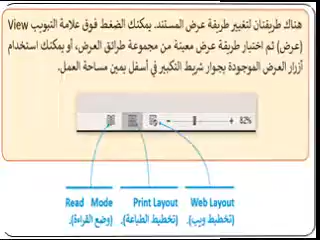 هناك طريقتان لتغيير طريقة عرض المستند. يمكنك الضغط فوق علامة التبويب View
(عرض) ثم اختيار طريقة عرض معينة من مجموعة طرائق العرض، أو يمكنك استخدام
أزرار العرض الموجودة بجوار شريط التكبير في أسفل يمين مساحة العمل.
82%
Read Mode
(وضع القراءة).
Print Layout
(تخطيط الطباعة).
Web Layout
(تخطيط ويب).